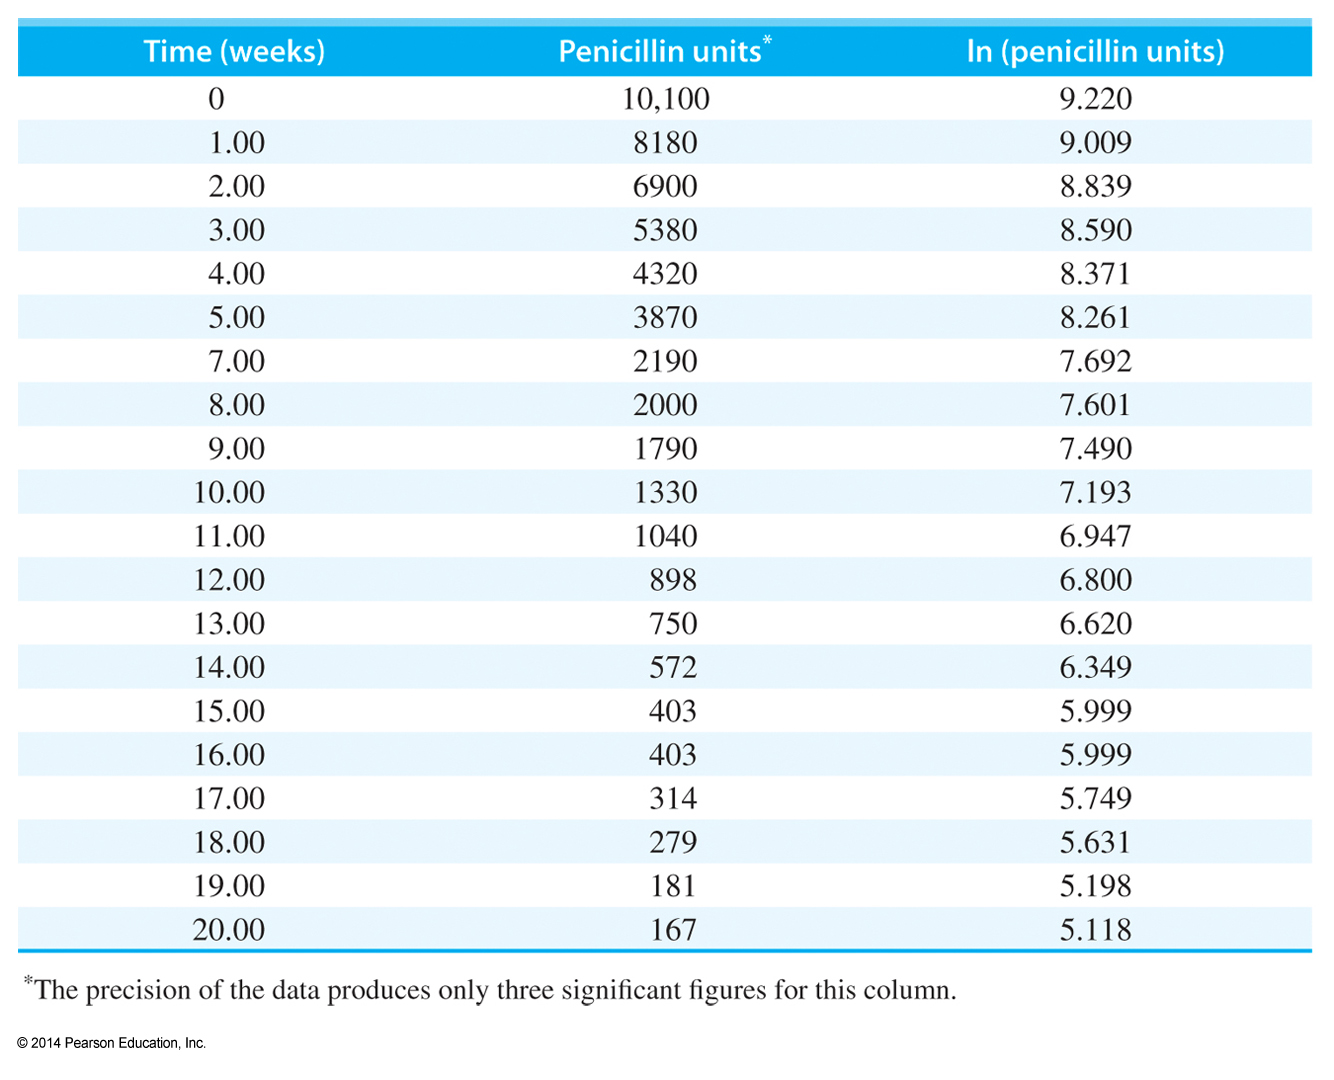 Time (weeks) Penicillin units* ln (penicillin units)
0 10,100 9.220
1.00 8180 9.009
2.00 6900 8.839
3.00 5380 8.590
4.00 4320 8.371
5.00 3870 8.261
7.00 2190 7.692
8.00 2000 7.601
9.00 1790 7.490
10.00 1330 7.193
11.00 1040 6.947
12.00 898 6.800
13.00 750 6.620
14.00 572 6.349
15.00 403 5.999
16.00 403 5.999
17.00 314 5.749
18.00 279 5.631
19.00 181 5.198
20.00 167 5.118
*The precision of the data produces only three significant figures for this column.
© 2014 Pearson Education, Inc.